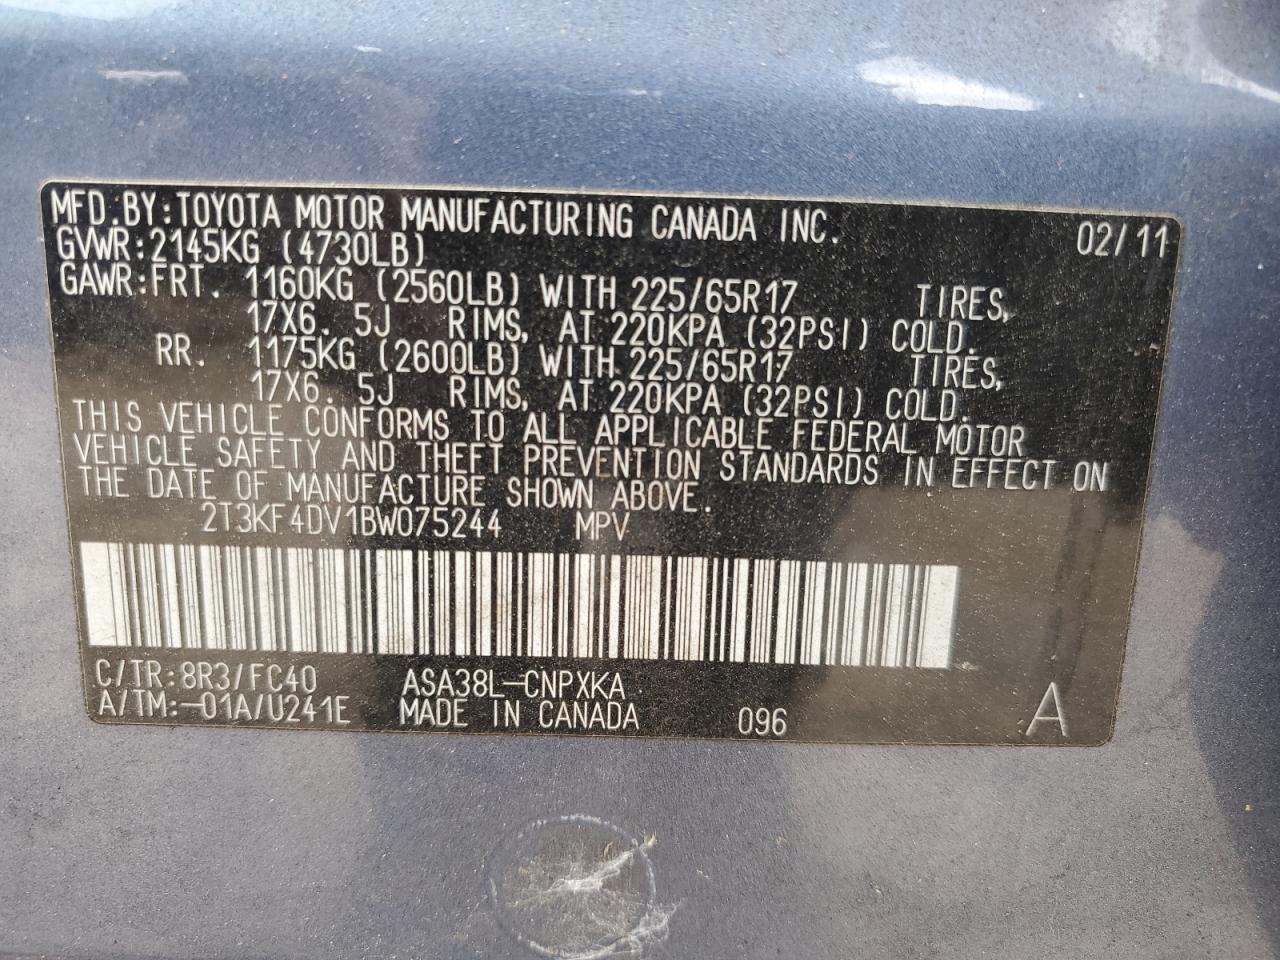 MFD.BY:TOYOTA MOTOR MANUFACTURING CANADA INC. 02/11
GVWR:2145KG (4730LB)
GAWR:FRT. 1160KG (2560LB) WITH 225/65R17 TIRES,
17X6.5J RIMS, AT 220KPA (32PSI) COLD.
RR. 1175KG (2600LB) WITH 225/65R17 TIRES,
17X6.5J RIMS, AT 220KPA (32PSI) COLD.
THIS VEHICLE CONFORMS TO ALL APPLICABLE FEDERAL MOTOR
VEHICLE SAFETY AND THEFT PREVENTION STANDARDS IN EFFECT ON
THE DATE OF MANUFACTURE SHOWN ABOVE.
2T3KF4DV1BW075244 MPV
C/TR:8R3/FC40 ASA38L-CNPXKA
A/TM:-01A/U241E MADE IN CANADA 096 A